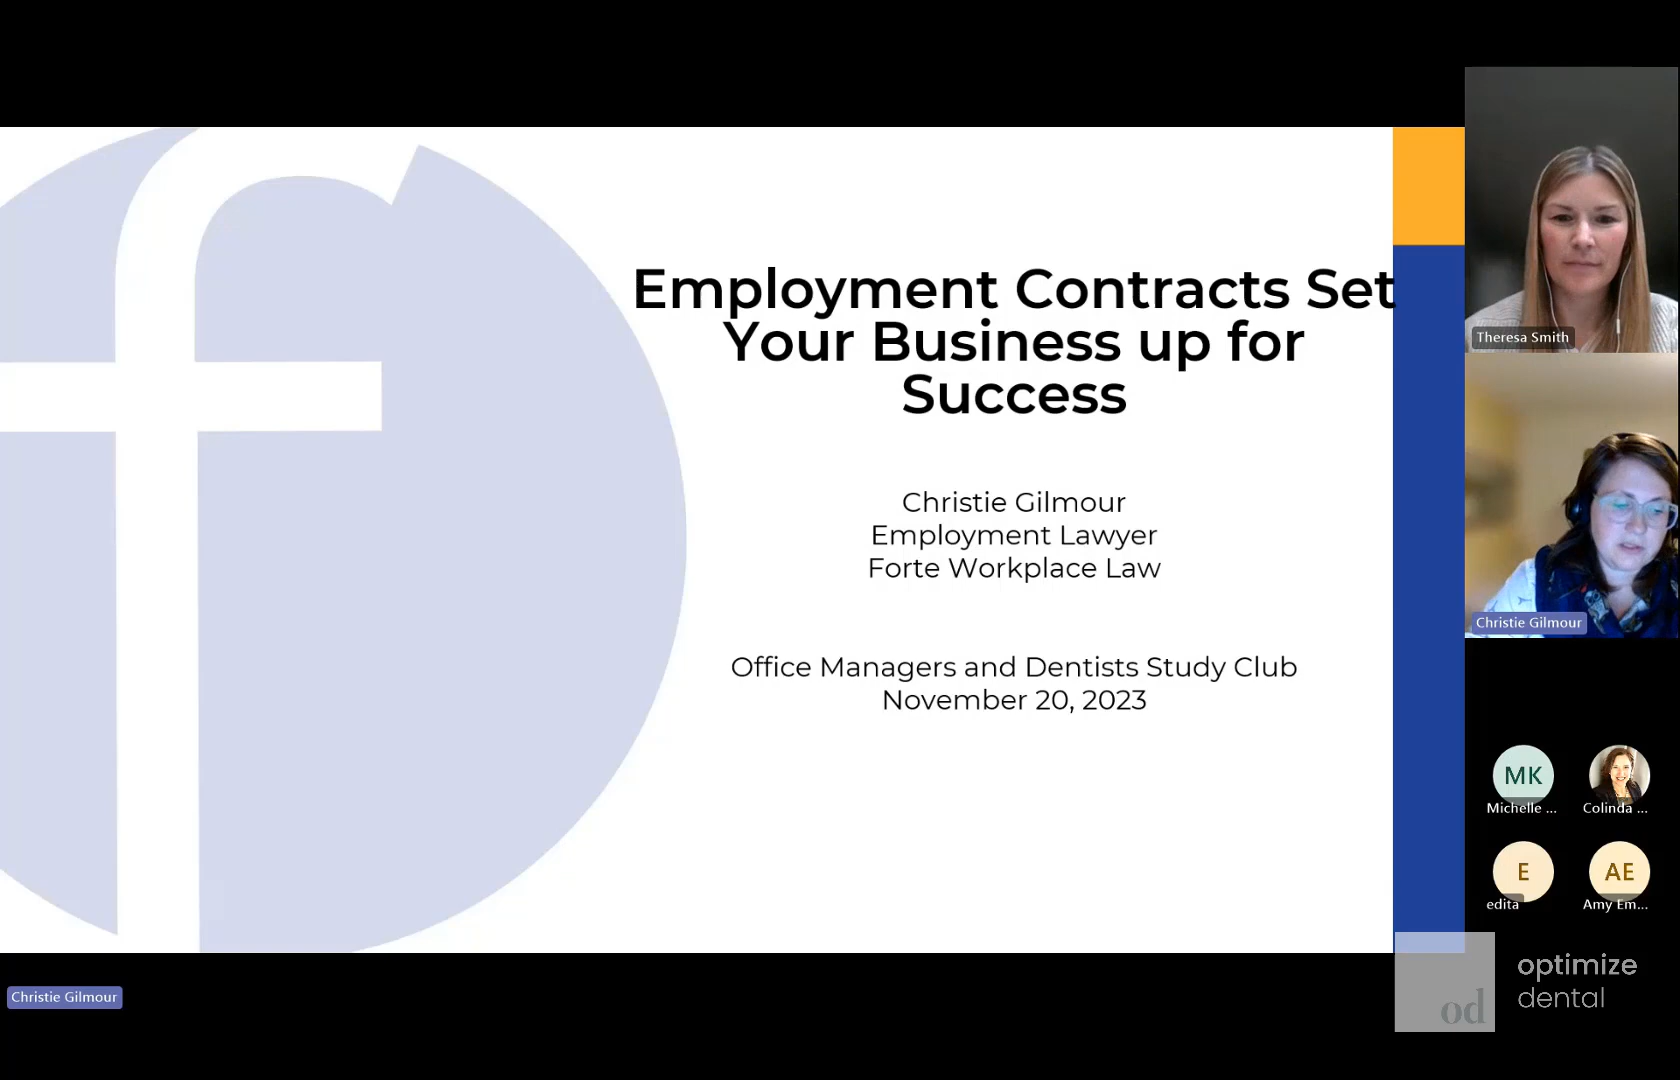 Employment Contracts Set
Your Business up for
Success
Christie Gilmour
Employment Lawyer
Forte Workplace Law
Office Managers and Dentists Study Club
November 20, 2023
Theresa Smith
Christie Gilmour
MK
Michelle ...
Colinda ...
E
edita
AE
Amy Em...
Christie Gilmour
od
optimize
dental